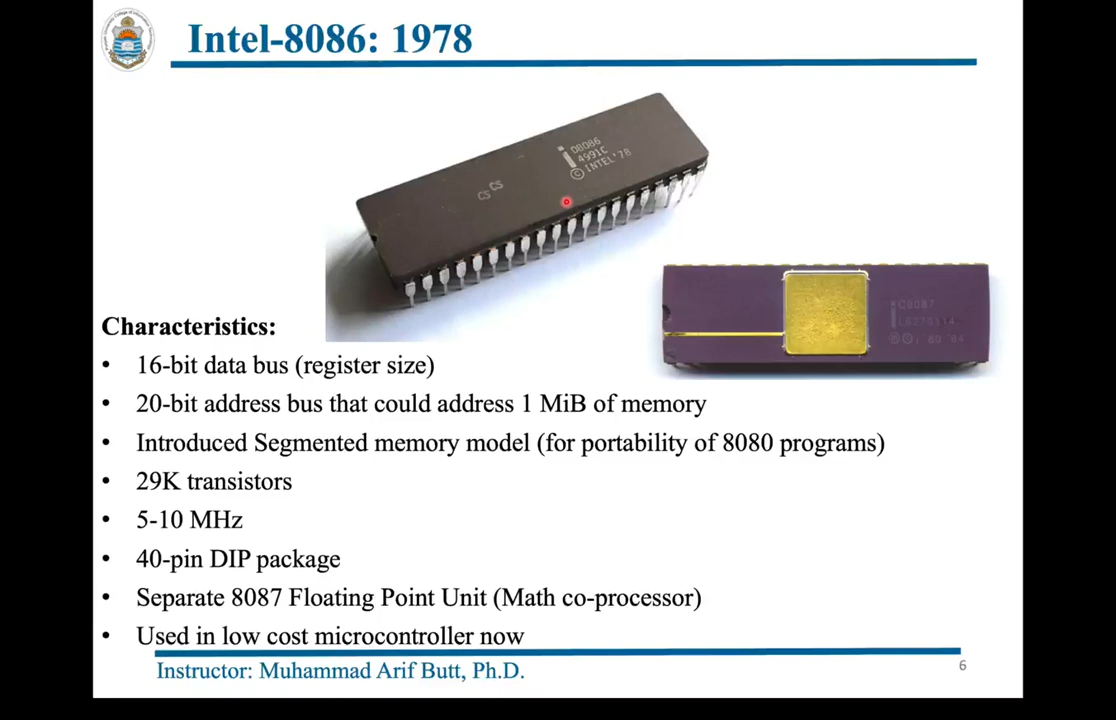 Intel-8086: 1978
D8086
4991C
© INTEL '78
CS CS
C8087
Characteristics:
• 16-bit data bus (register size)
• 20-bit address bus that could address 1 MiB of memory
• Introduced Segmented memory model (for portability of 8080 programs)
• 29K transistors
• 5-10 MHz
• 40-pin DIP package
• Separate 8087 Floating Point Unit (Math co-processor)
• Used in low cost microcontroller now
Instructor: Muhammad Arif Butt, Ph.D.
6